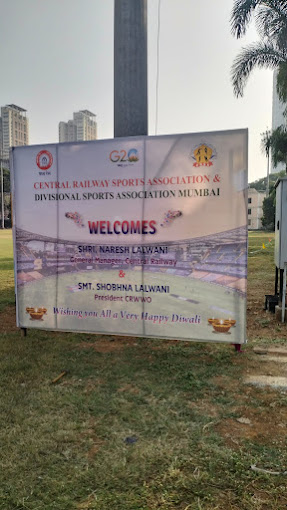 G20
CENTRAL RAILWAY SPORTS ASSOCIATION &
DIVISIONAL SPORTS ASSOCIATION MUMBAI
WELCOMES
SHRI. NARESH LALWANI
General Manager, Central Railway
&
SMT. SHOBHNA LALWANI
President CRWWO
Wishing you All a Very Happy Diwali